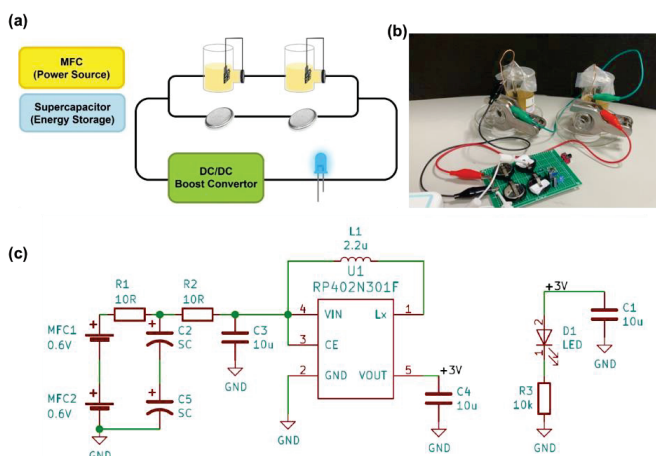 (a)
MFC
(Power Source)
Supercapacitor
(Energy Storage)
DC/DC
Boost Convertor
(b)
(c)
R1
10R
R2
10R
MFC1
0.6V
MFC2
0.6V
+
+
+
+
C2
SC
C5
SC
C3
10u
GND
GND
L1
2.2u
U1
RP402N301F
4
VIN
Lx
1
3
CE
2
GND
VOUT
5
GND
+3V
C4
10u
GND
+3V
C1
10u
GND
2
D1
LED
1
R3
10k
GND